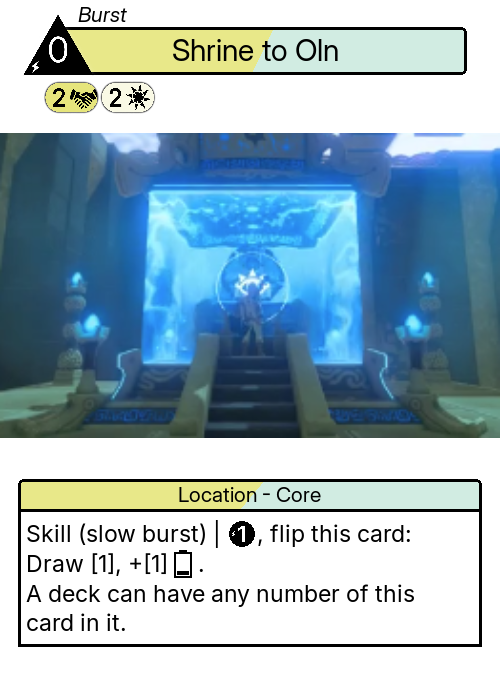 Burst
0
Shrine to Oln
2 2
Location - Core
Skill (slow burst) | 1, flip this card:
Draw [1], +[1] .
A deck can have any number of this
card in it.